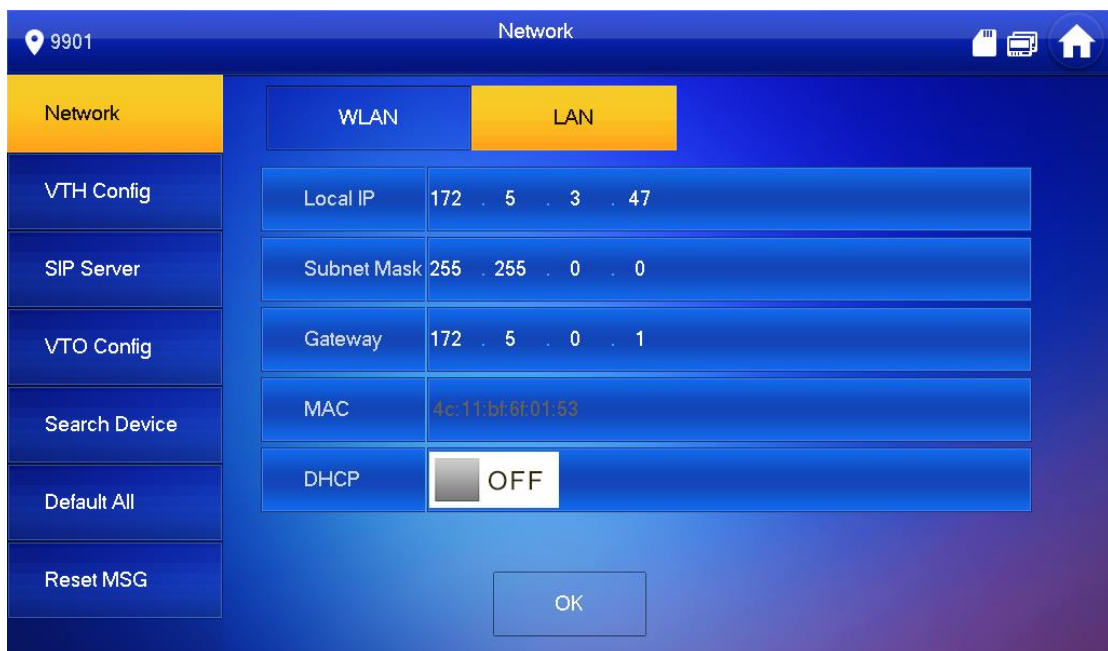 9901
Network
Network
WLAN
LAN
VTH Config
Local IP 172 . 5 . 3 . 47
SIP Server
Subnet Mask 255 . 255 . 0 . 0
VTO Config
Gateway 172 . 5 . 0 . 1
Search Device
MAC 4c:11:bf:6f:01:53
Default All
DHCP OFF
Reset MSG
OK